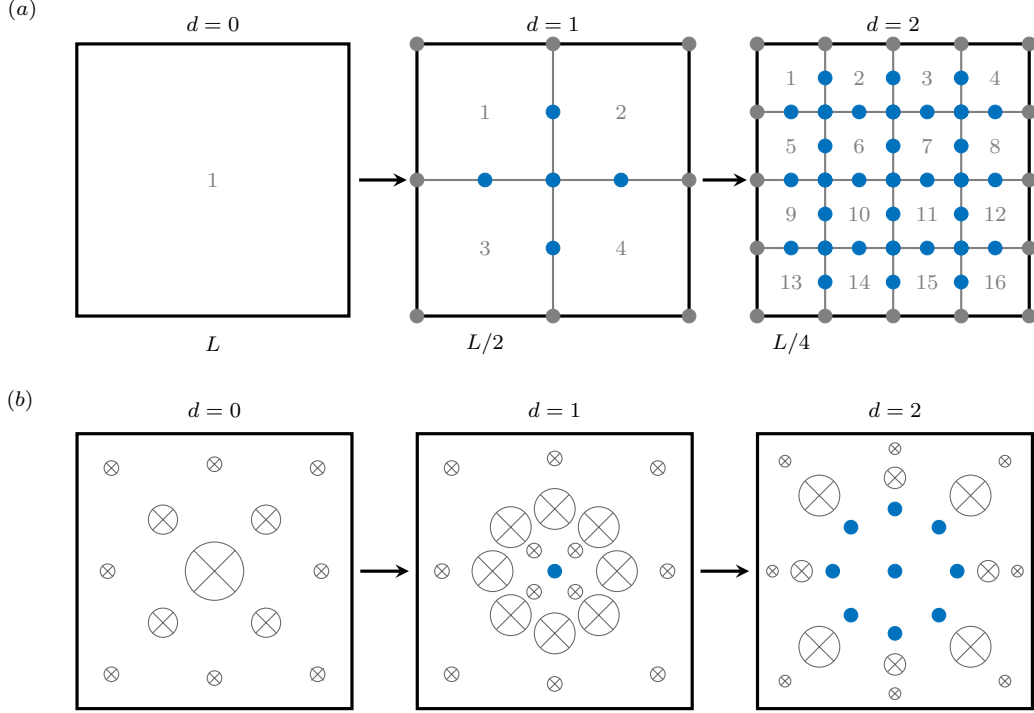 (a)
d = 0
d = 1
d = 2
1
1 2
3 4
1 2 3 4
5 6 7 8
9 10 11 12
13 14 15 16
L
L/2
L/4
(b)
d = 0
d = 1
d = 2